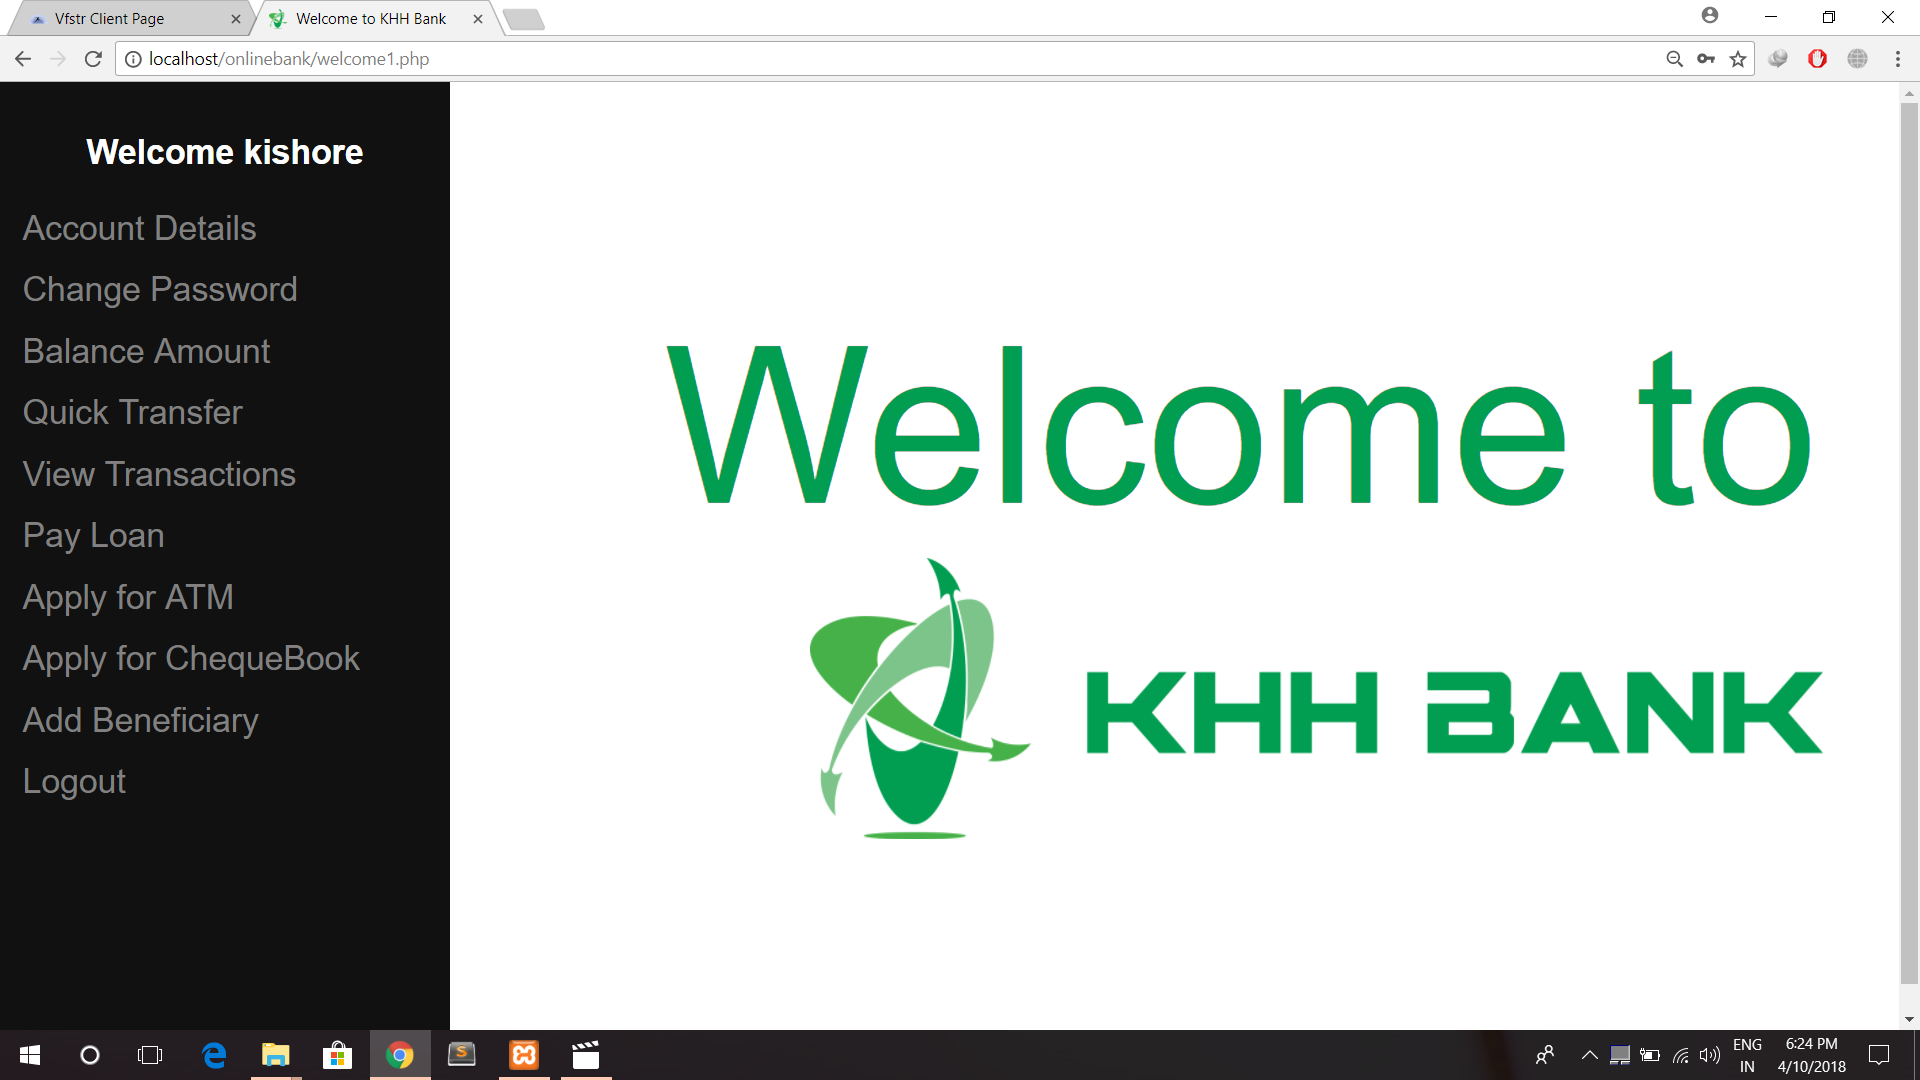 Vfstr Client Page
Welcome to KHH Bank
localhost/onlinebank/welcome1.php
Welcome kishore
Account Details
Change Password
Balance Amount
Quick Transfer
View Transactions
Pay Loan
Apply for ATM
Apply for ChequeBook
Add Beneficiary
Logout
Welcome to
KHH BANK
ENG
IN
6:24 PM
4/10/2018